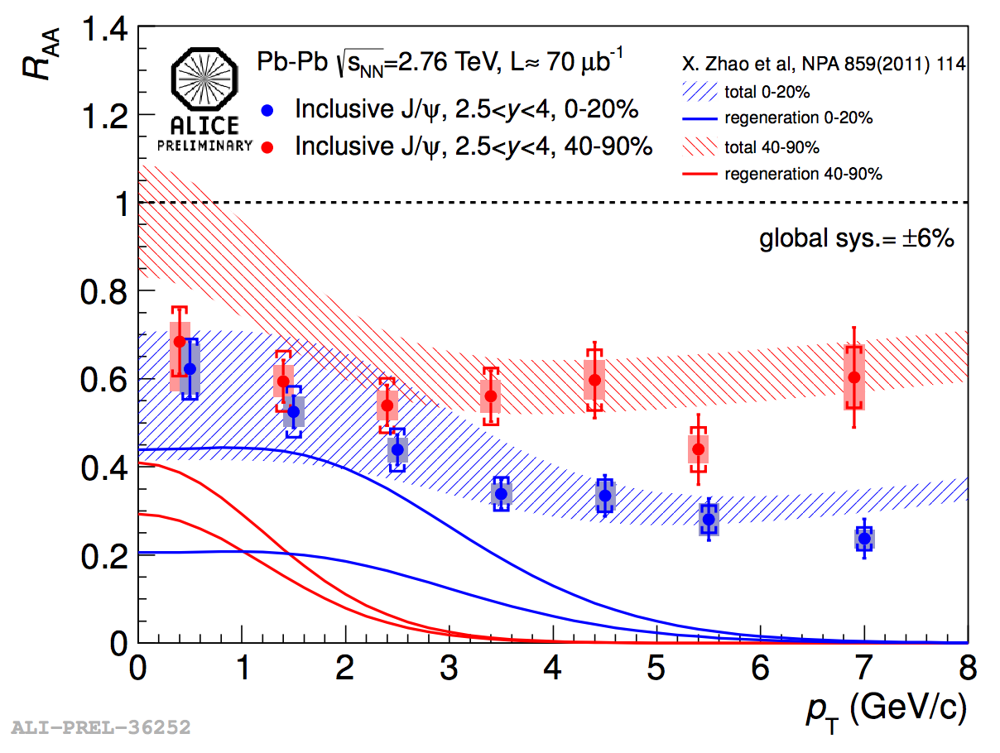 R_AA
1.4
1.2
1
0.8
0.6
0.4
0.2
0
ALICE
PRELIMINARY
Pb-Pb √s_NN=2.76 TeV, L≈ 70 μb⁻¹
Inclusive J/ψ, 2.5<y<4, 0-20%
Inclusive J/ψ, 2.5<y<4, 40-90%
X. Zhao et al, NPA 859(2011) 114
total 0-20%
regeneration 0-20%
total 40-90%
regeneration 40-90%
global sys.= ±6%
0 1 2 3 4 5 6 7 8
p_T (GeV/c)
ALI-PREL-36252